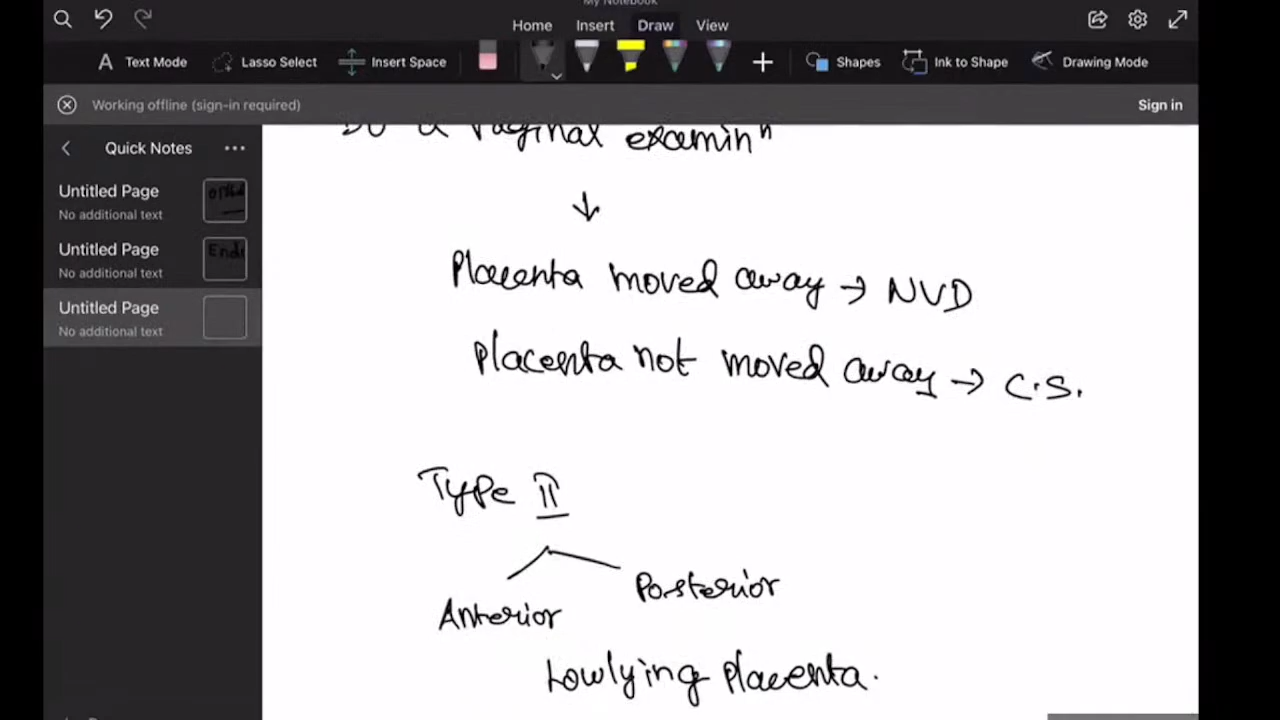 My Notebook
Home Insert Draw View
Text Mode Lasso Select Insert Space Shapes Ink to Shape Drawing Mode
Working offline (sign-in required) Sign in
Quick Notes
Untitled Page
No additional text
Untitled Page
No additional text
Untitled Page
No additional text
Do a vaginal examinⁿ
↓
Placenta moved away → NVD
Placenta not moved away → C.S.
Type II
Anterior Posterior
Lowlying Placenta.